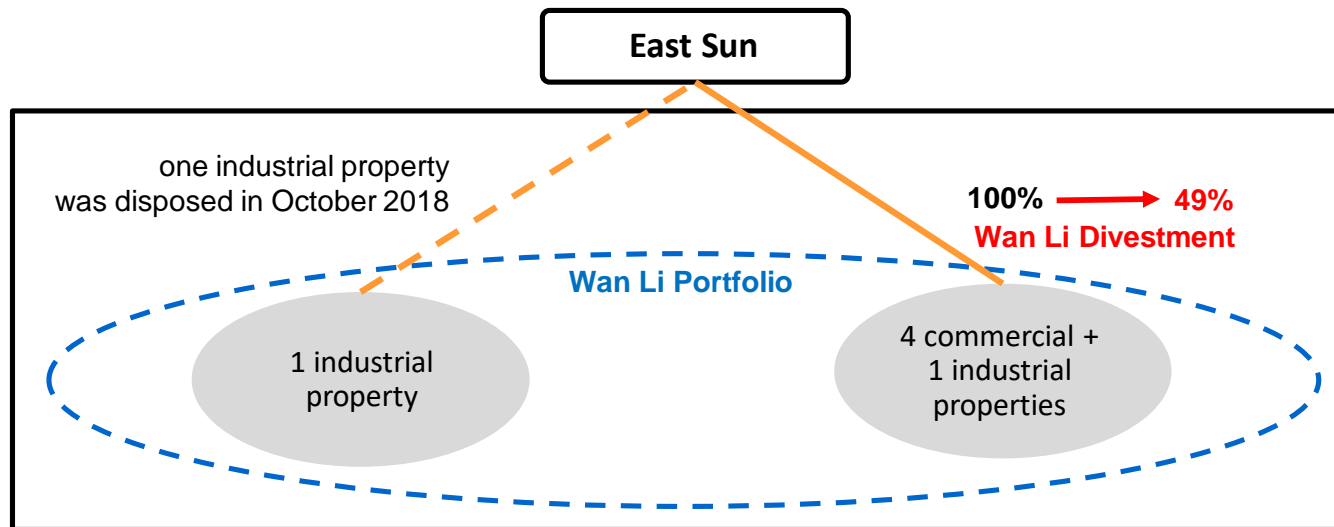 East Sun
one industrial property
was disposed in October 2018
100% 49%
Wan Li Divestment
Wan Li Portfolio
1 industrial
property
4 commercial +
1 industrial
properties